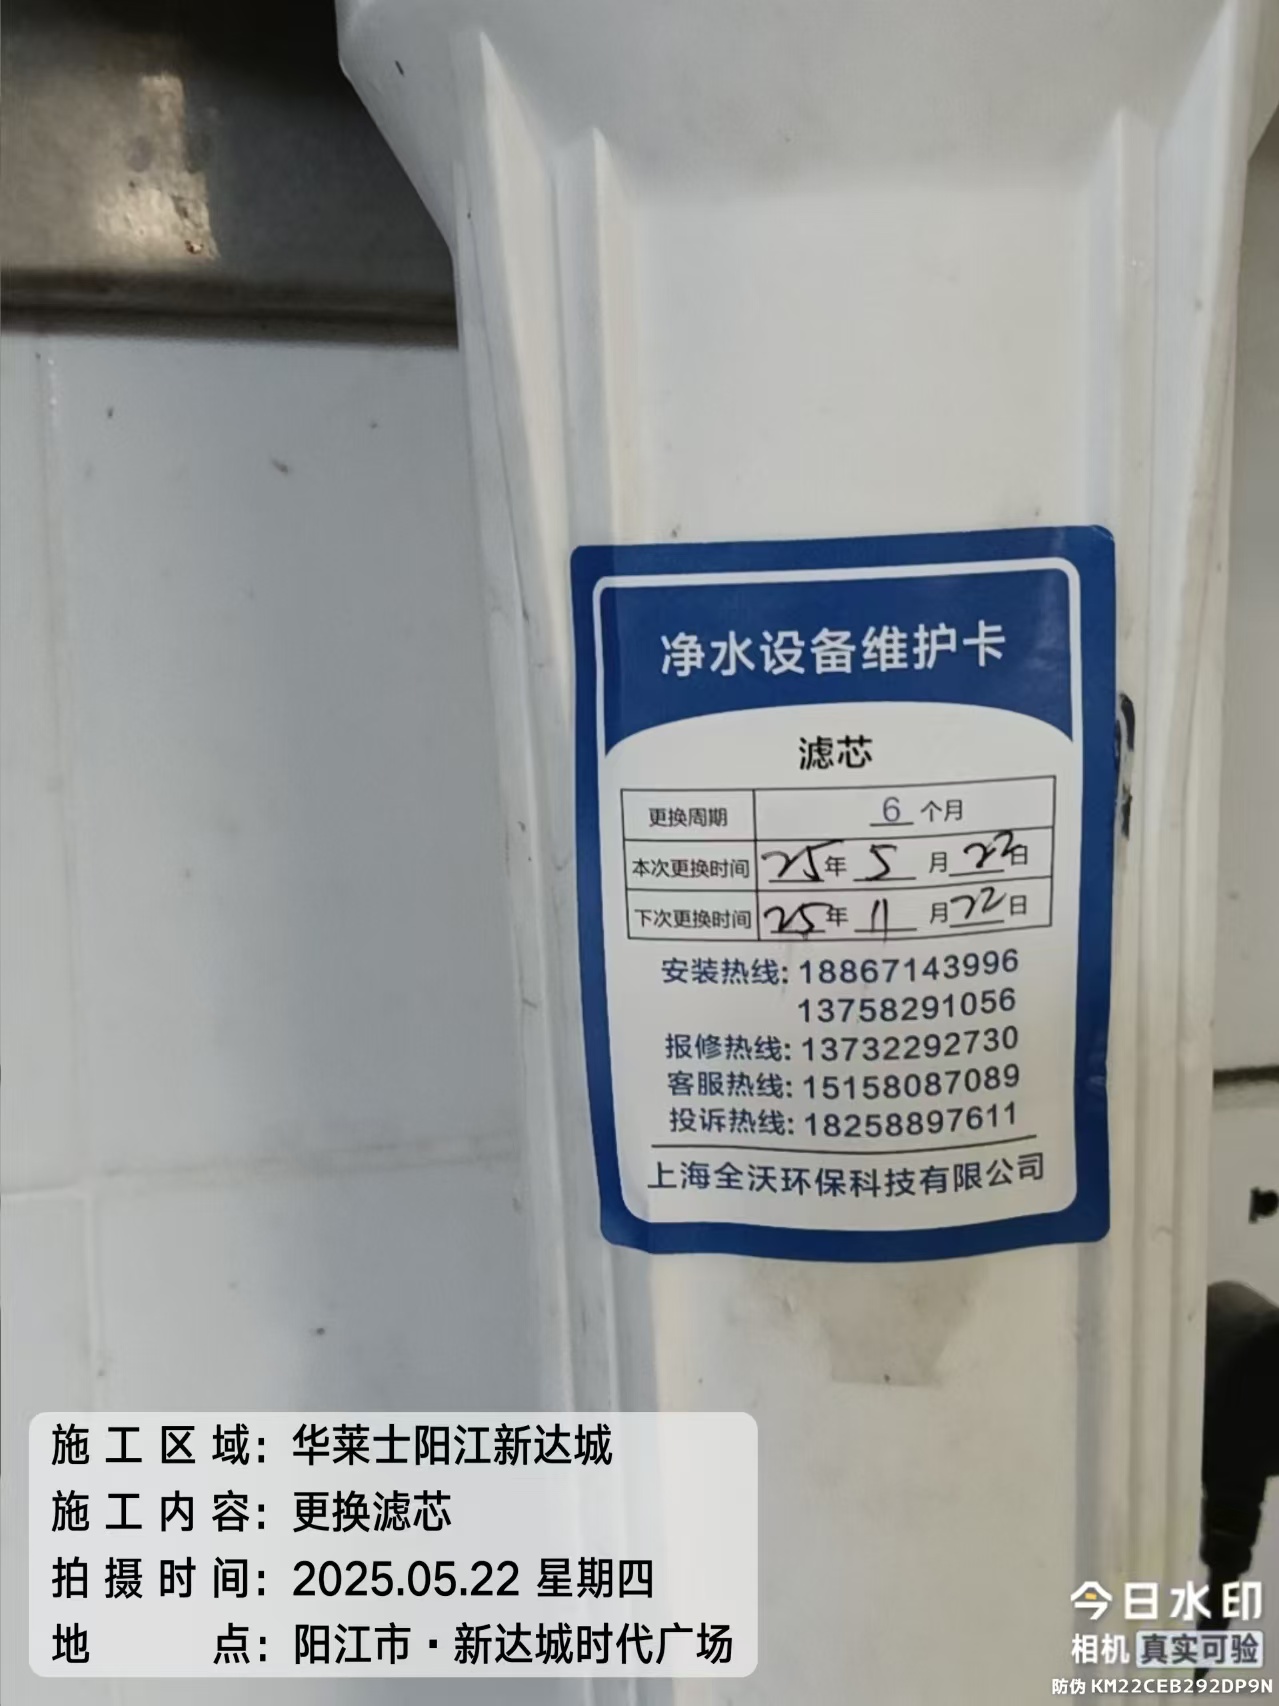 净水设备维护卡
滤芯
更换周期 6 个月
本次更换时间 25年 5 月 22日
下次更换时间 25年 11 月 22日
安装热线: 18867143996
13758291056
报修热线: 13732292730
客服热线: 15158087089
投诉热线: 18258897611
上海全沃环保科技有限公司
施工区域: 华莱士阳江新达城
施工内容: 更换滤芯
拍摄时间: 2025.05.22 星期四
地 点: 阳江市·新达城时代广场
今日水印
相机 真实可验
防伪 KM22CEB292DP9N